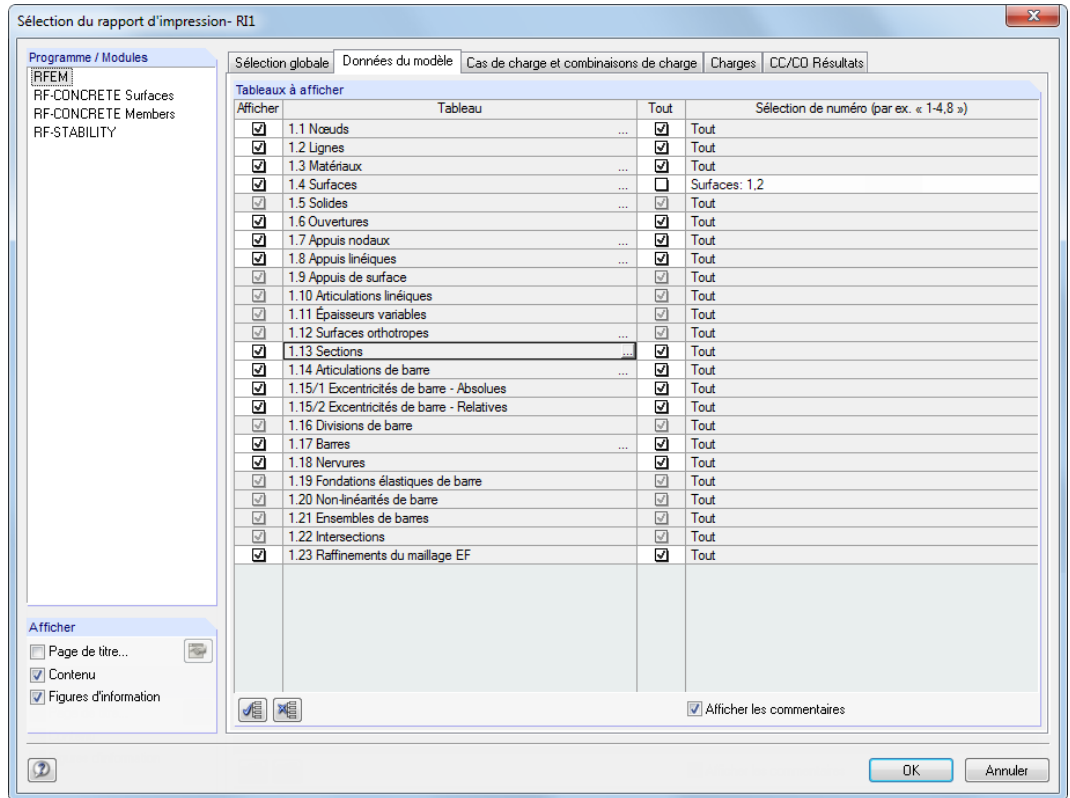 Sélection du rapport d'impression- RI1
Programme / Modules
RFEM
RF-CONCRETE Surfaces
RF-CONCRETE Members
RF-STABILITY
Sélection globale
Données du modèle
Cas de charge et combinaisons de charge
Charges
CC/CO Résultats
Tableaux à afficher
Afficher Tableau Tout Sélection de numéro (par ex. « 1-4,8 »)
1.1 Nœuds ... Tout
1.2 Lignes Tout
1.3 Matériaux ... Tout
1.4 Surfaces ... Surfaces: 1,2
1.5 Solides ... Tout
1.6 Ouvertures Tout
1.7 Appuis nodaux ... Tout
1.8 Appuis linéiques ... Tout
1.9 Appuis de surface Tout
1.10 Articulations linéiques Tout
1.11 Épaisseurs variables Tout
1.12 Surfaces orthotropes ... Tout
1.13 Sections ... Tout
1.14 Articulations de barre ... Tout
1.15/1 Excentricités de barre - Absolues Tout
1.15/2 Excentricités de barre - Relatives Tout
1.16 Divisions de barre Tout
1.17 Barres ... Tout
1.18 Nervures Tout
1.19 Fondations élastiques de barre Tout
1.20 Non-linéarités de barre Tout
1.21 Ensembles de barres Tout
1.22 Intersections Tout
1.23 Raffinements du maillage EF Tout
Afficher
Page de titre...
Contenu
Figures d'information
Afficher les commentaires
OK
Annuler